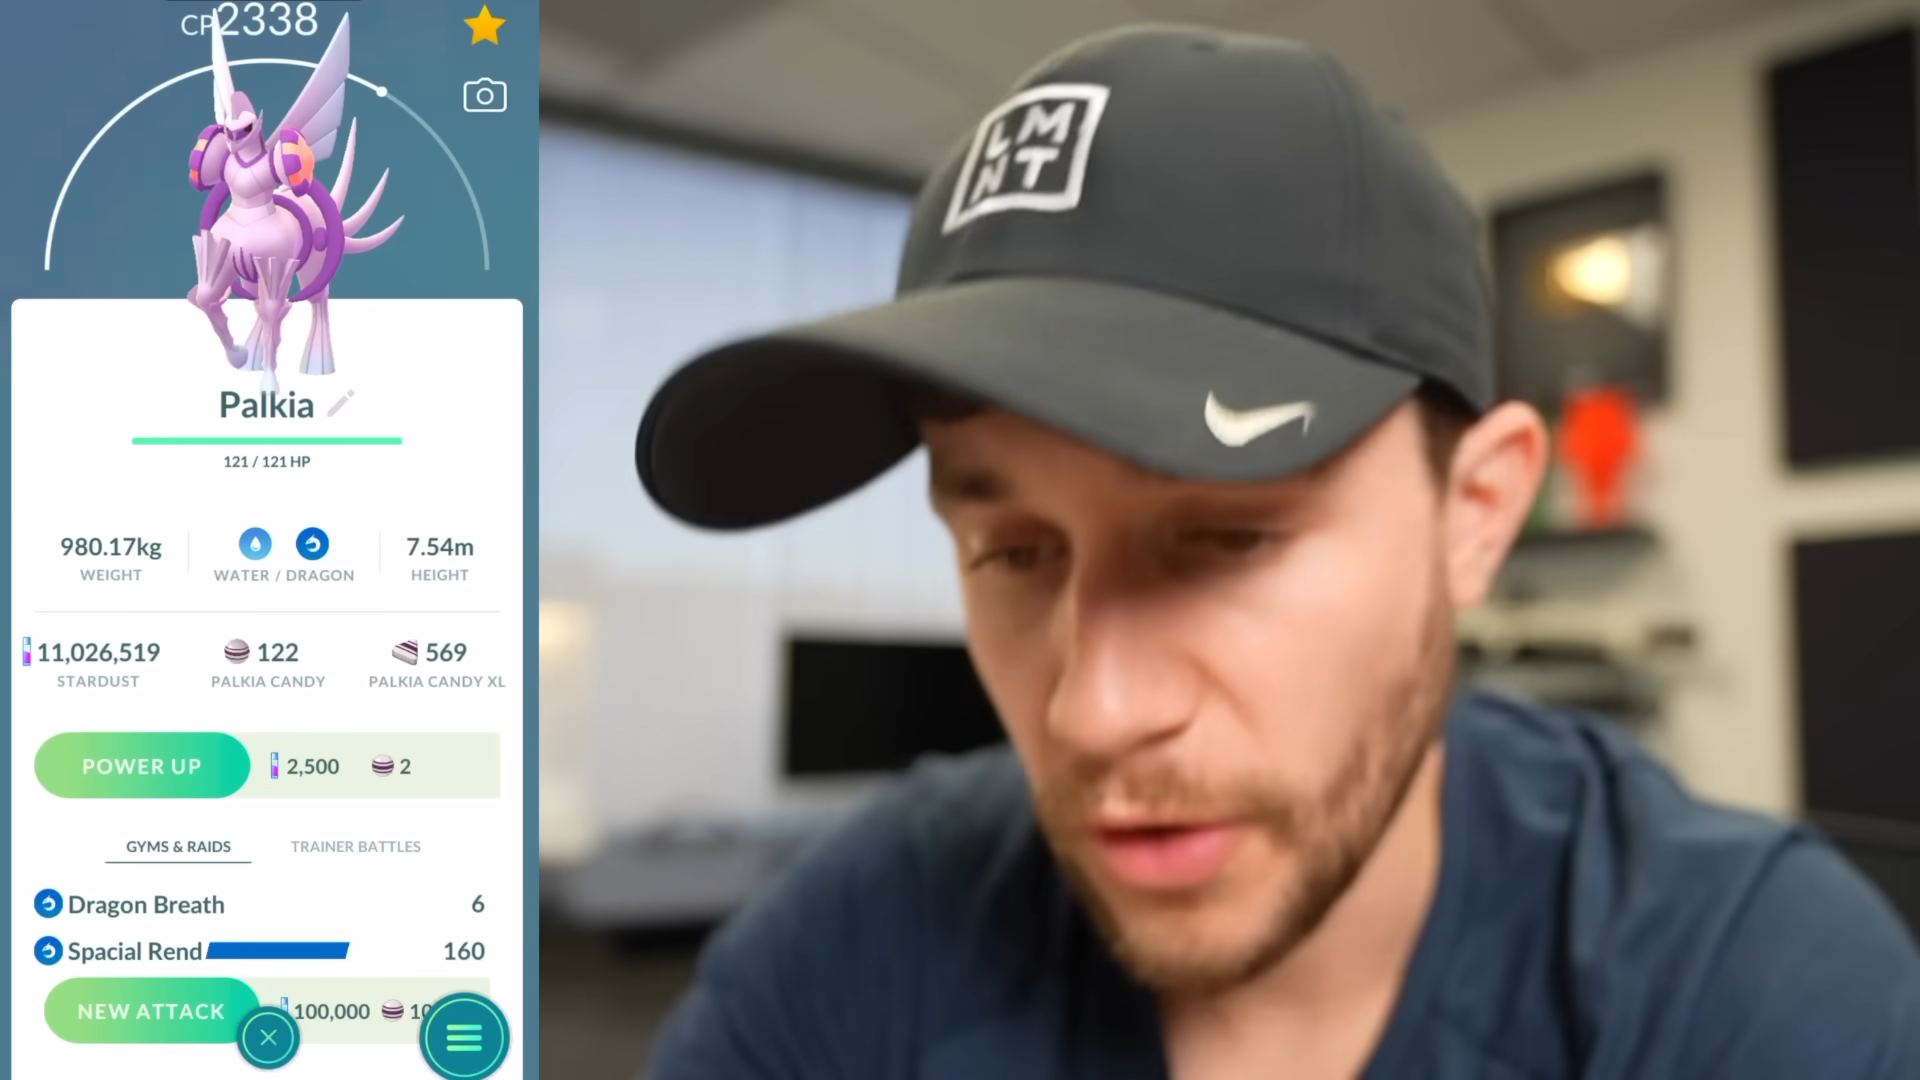 CP2338
Palkia
121 / 121 HP
980.17kg
WEIGHT
WATER / DRAGON
7.54m
HEIGHT
11,026,519
STARDUST
122
PALKIA CANDY
569
PALKIA CANDY XL
POWER UP
2,500
2
GYMS & RAIDS
TRAINER BATTLES
Dragon Breath
6
Spacial Rend
160
NEW ATTACK
100,000
LM
NT